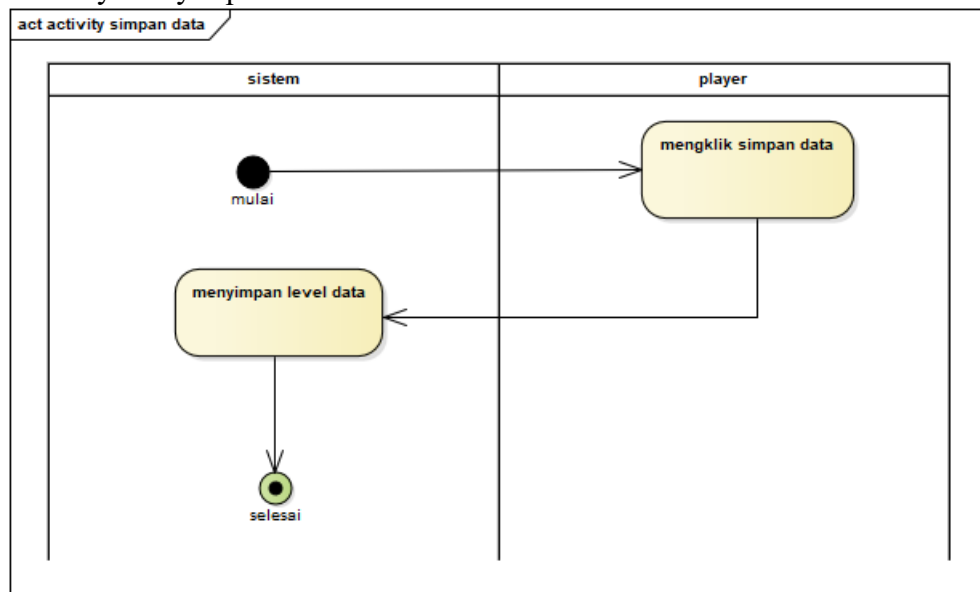 act activity simpan data
sistem
player
mengklik simpan data
mulai
menyimpan level data
selesai